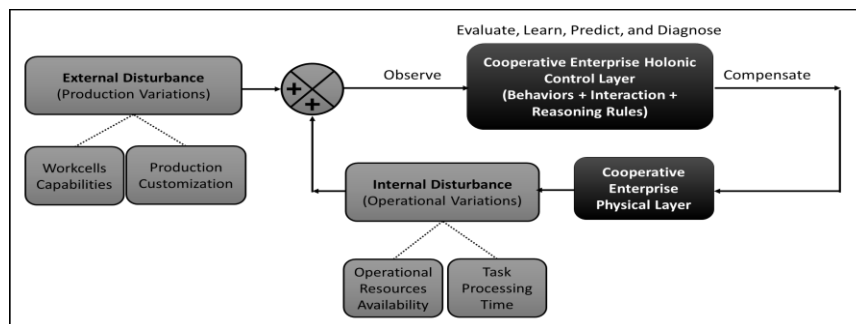 Evaluate, Learn, Predict, and Diagnose
External Disturbance
(Production Variations)
+
+
Observe
Cooperative Enterprise Holonic
Control Layer
(Behaviors + Interaction +
Reasoning Rules)
Compensate
Workcells
Capabilities
Production
Customization
Internal Disturbance
(Operational Variations)
Cooperative
Enterprise
Physical Layer
Operational
Resources
Availability
Task
Processing
Time